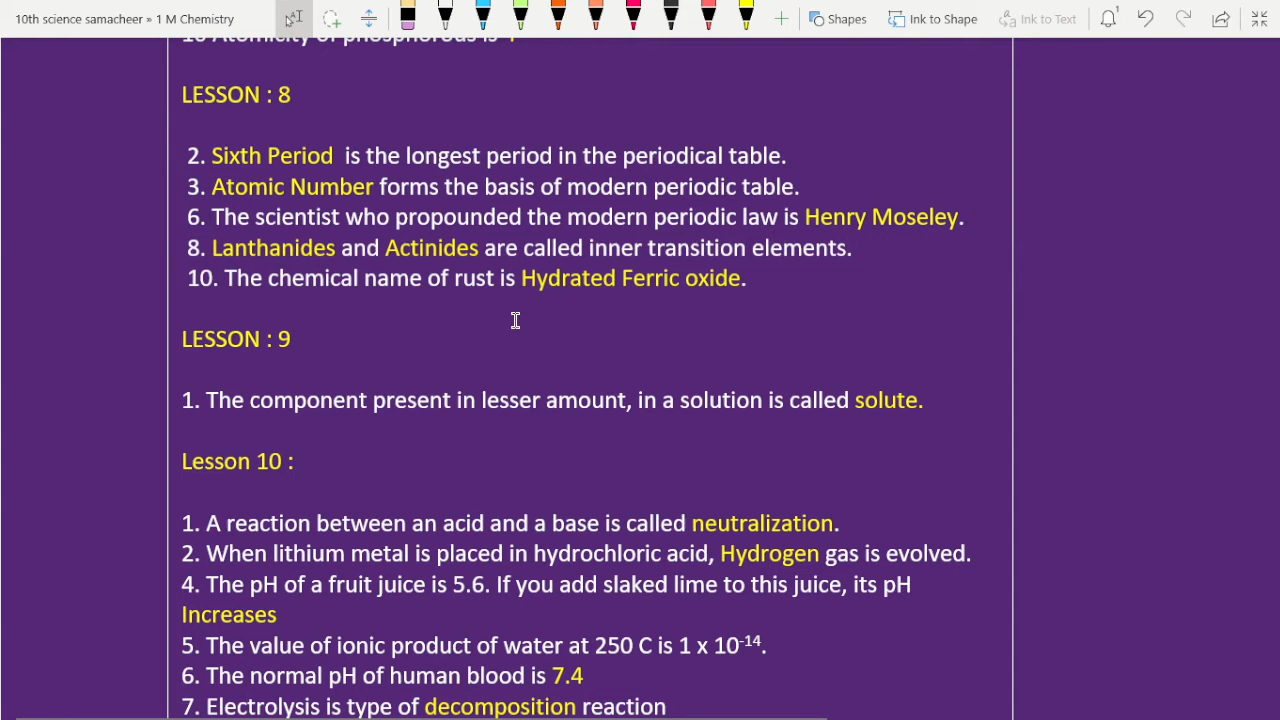 10th science samacheer » 1 M Chemistry
Shapes
Ink to Shape
Ink to Text
10 Atomicity of phosphorous is 4
LESSON : 8
2. Sixth Period is the longest period in the periodical table.
3. Atomic Number forms the basis of modern periodic table.
6. The scientist who propounded the modern periodic law is Henry Moseley.
8. Lanthanides and Actinides are called inner transition elements.
10. The chemical name of rust is Hydrated Ferric oxide.
LESSON : 9
1. The component present in lesser amount, in a solution is called solute.
Lesson 10 :
1. A reaction between an acid and a base is called neutralization.
2. When lithium metal is placed in hydrochloric acid, Hydrogen gas is evolved.
4. The pH of a fruit juice is 5.6. If you add slaked lime to this juice, its pH
Increases
5. The value of ionic product of water at 250 C is 1 x 10⁻¹⁴.
6. The normal pH of human blood is 7.4
7. Electrolysis is type of decomposition reaction